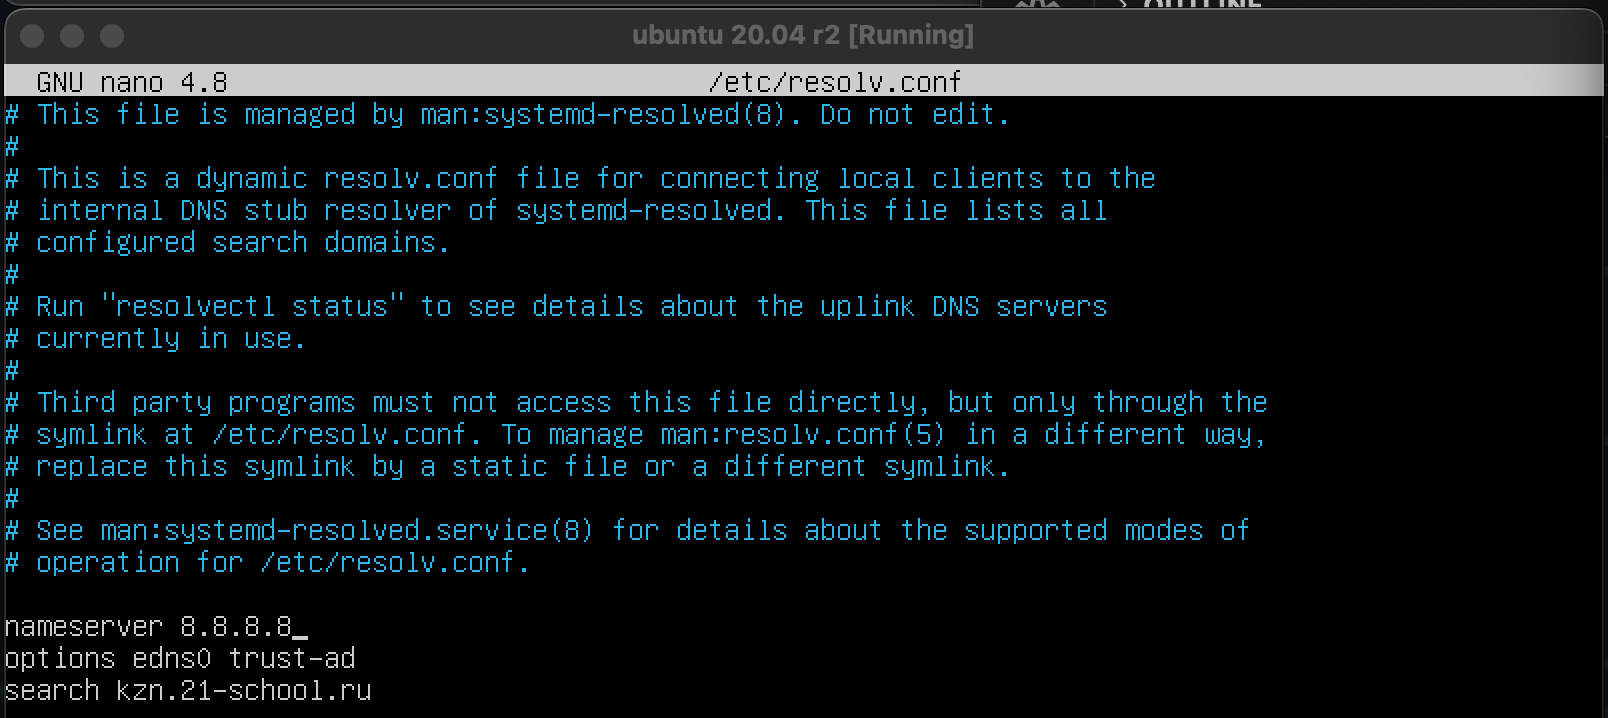 OUTLINE
ubuntu 20.04 r2 [Running]
GNU nano 4.8 /etc/resolv.conf
# This file is managed by man:systemd-resolved(8). Do not edit.
#
# This is a dynamic resolv.conf file for connecting local clients to the
# internal DNS stub resolver of systemd-resolved. This file lists all
# configured search domains.
#
# Run "resolvectl status" to see details about the uplink DNS servers
# currently in use.
#
# Third party programs must not access this file directly, but only through the
# symlink at /etc/resolv.conf. To manage man:resolv.conf(5) in a different way,
# replace this symlink by a static file or a different symlink.
#
# See man:systemd-resolved.service(8) for details about the supported modes of
# operation for /etc/resolv.conf.

nameserver 8.8.8.8_
options edns0 trust-ad
search kzn.21-school.ru